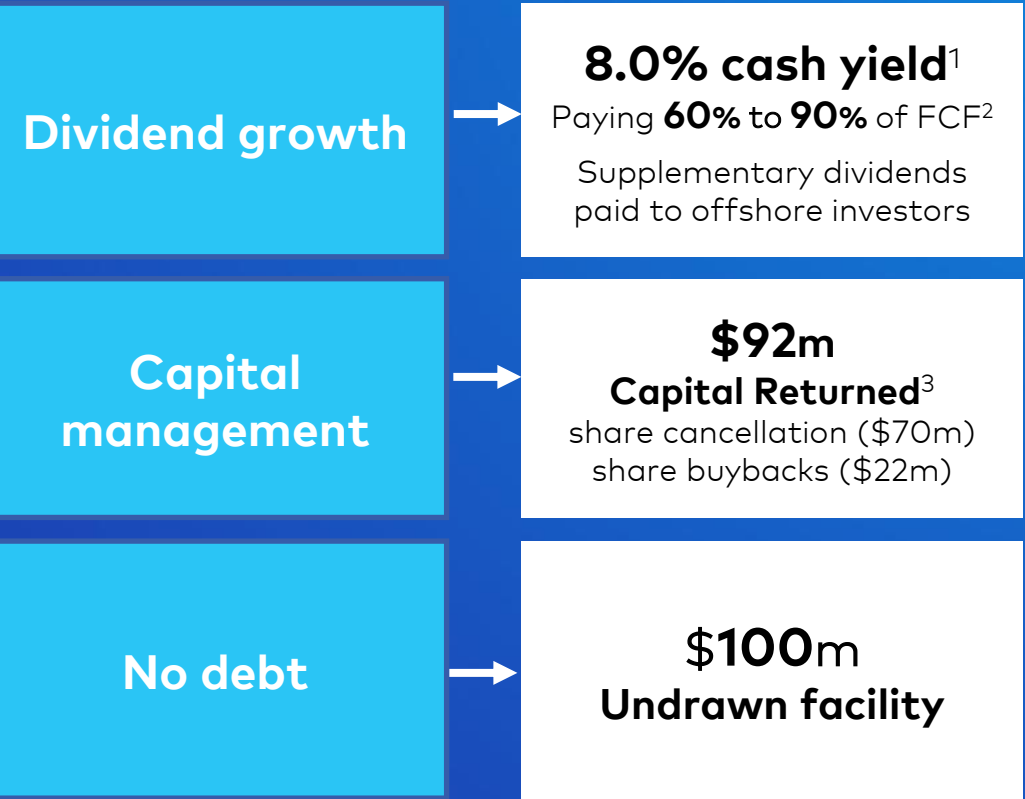 Dividend growth
8.0% cash yield1
Paying 60% to 90% of FCF2
Supplementary dividends
paid to offshore investors
Capital
management
$92m
Capital Returned3
share cancellation ($70m)
share buybacks ($22m)
No debt
$100m
Undrawn facility